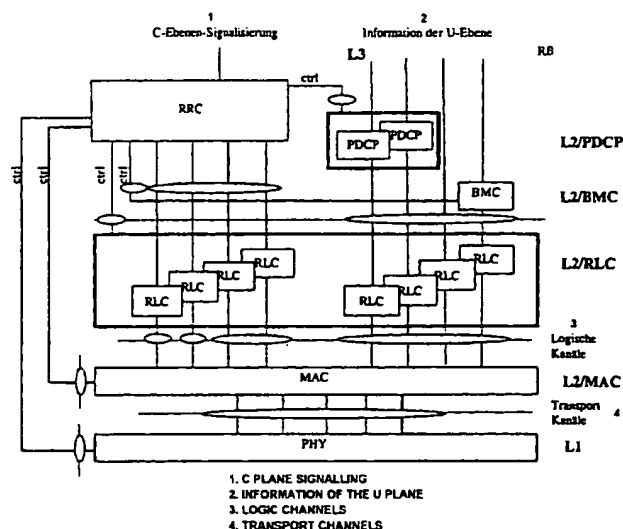 1
C-Ebenen-Signalisierung
2
Information der U-Ebene
L3
RB
ctrl
RRC
PDCP
PDCP
L2/PDCP
ctrl
ctrl
ctrl
ctrl
BMC
L2/BMC
RLC
RLC
RLC
RLC
RLC
RLC
RLC
RLC
L2/RLC
3
Logische
Kanäle
MAC
L2/MAC
Transport 4
Kanäle
PHY
L1
1. C PLANE SIGNALLING
2. INFORMATION OF THE U PLANE
3. LOGIC CHANNELS
4. TRANSPORT CHANNELS